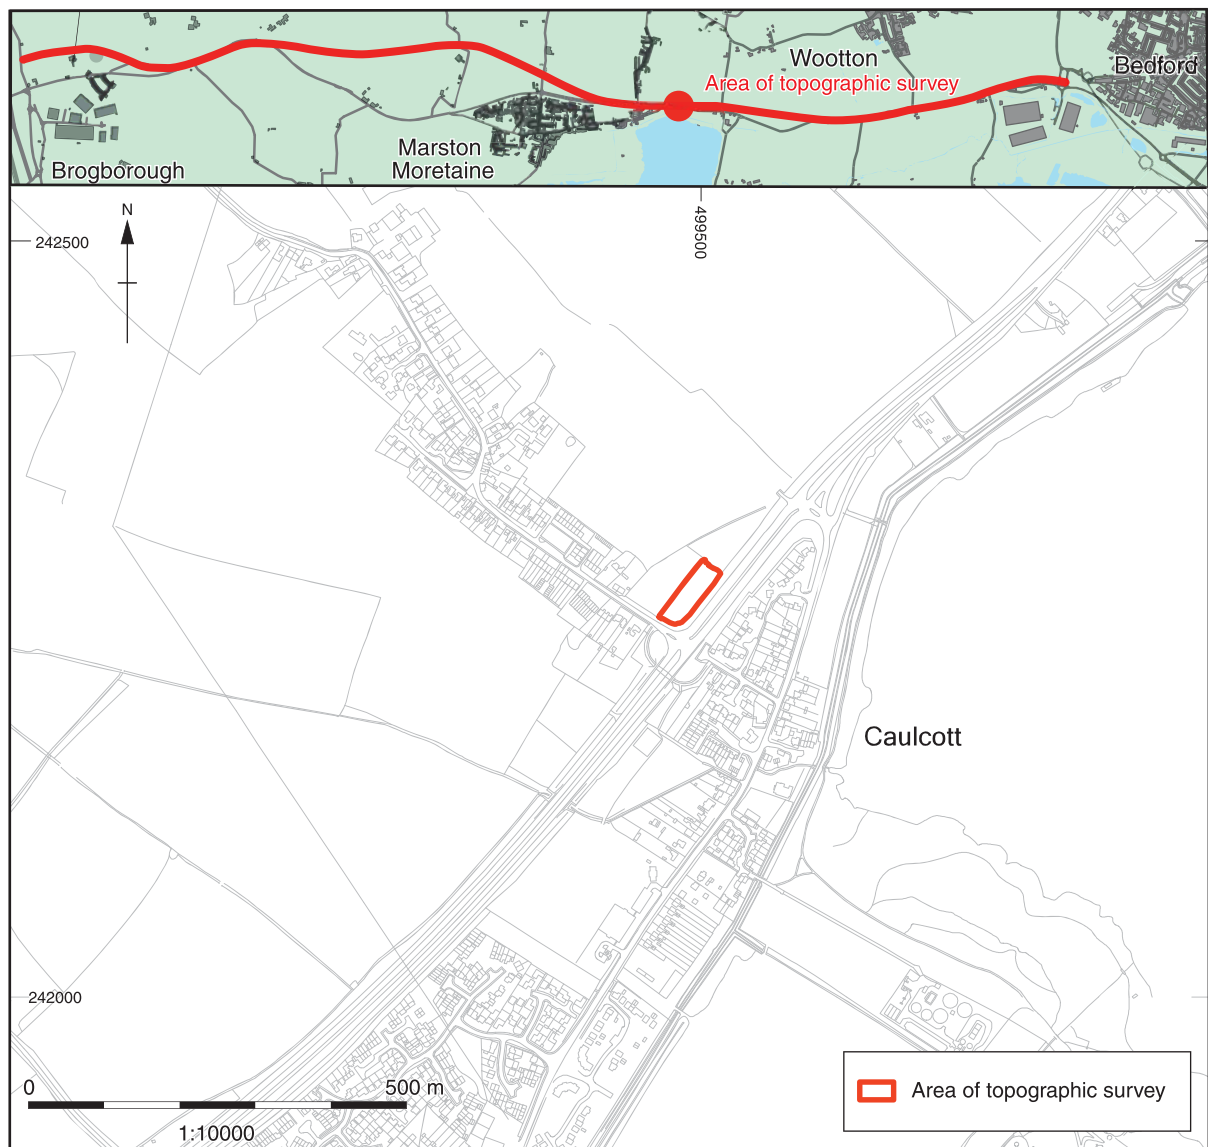 Wootton
Area of topographic survey
Bedford
Marston
Moretaine
Brogborough
N
242500
499500
Caulcott
242000
0
500 m
1:10000
Area of topographic survey